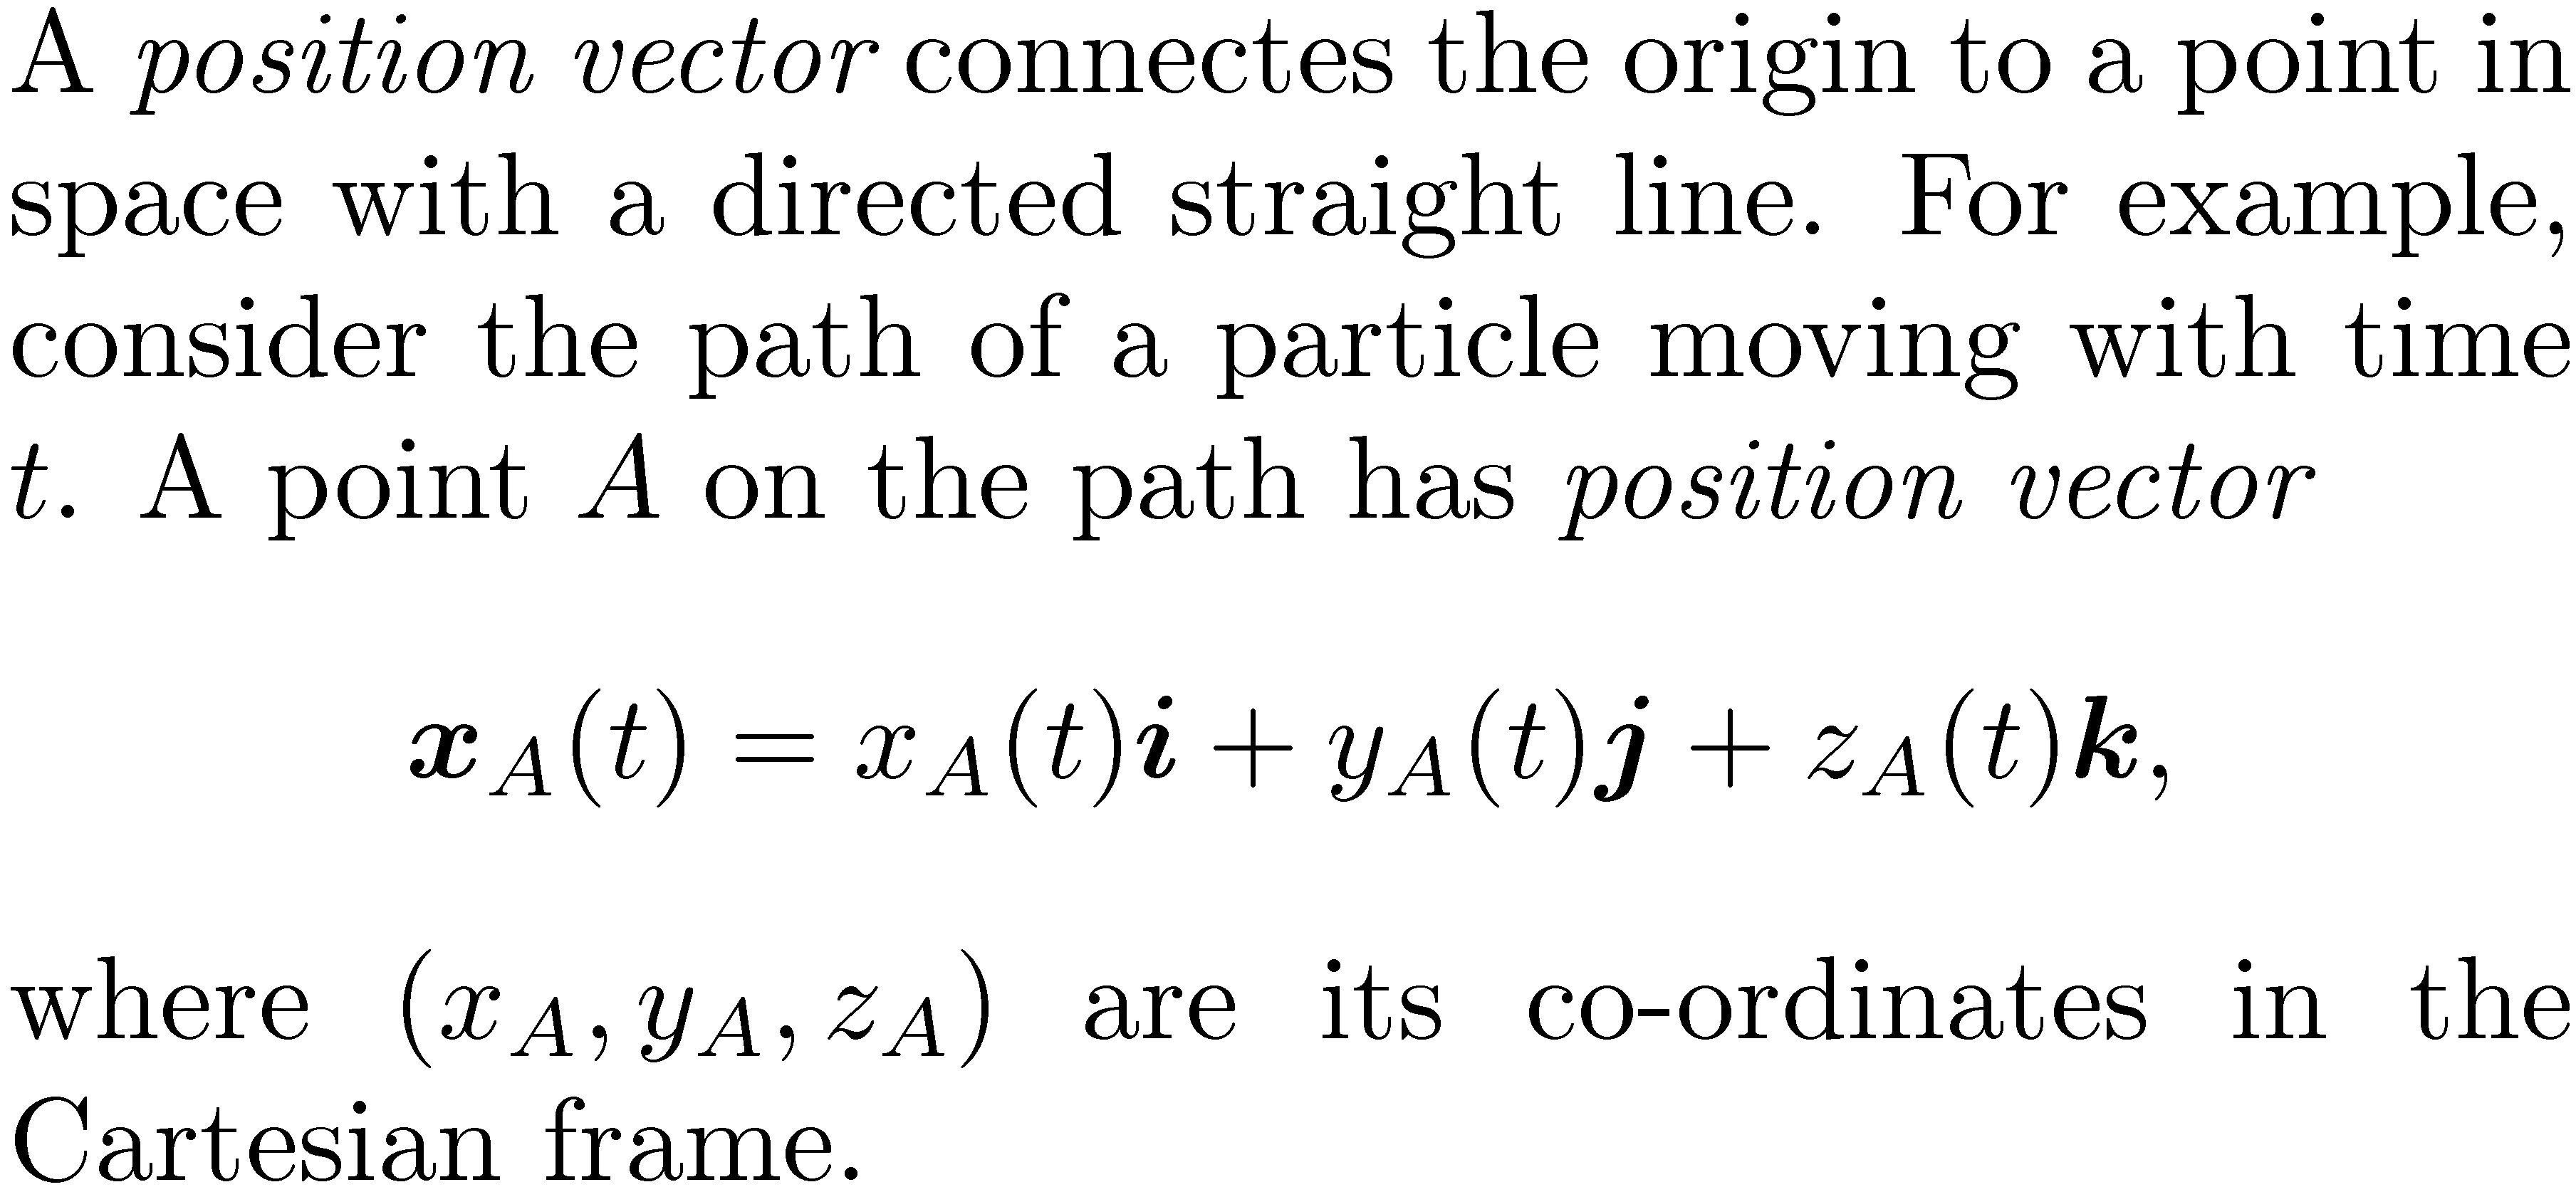 A position vector connectes the origin to a point in
space with a directed straight line. For example,
consider the path of a particle moving with time
t. A point A on the path has position vector
𝒙_A(t) = x_A(t)𝒊 + y_A(t)𝒋 + z_A(t)𝒌,
where (x_A, y_A, z_A) are its co-ordinates in the
Cartesian frame.